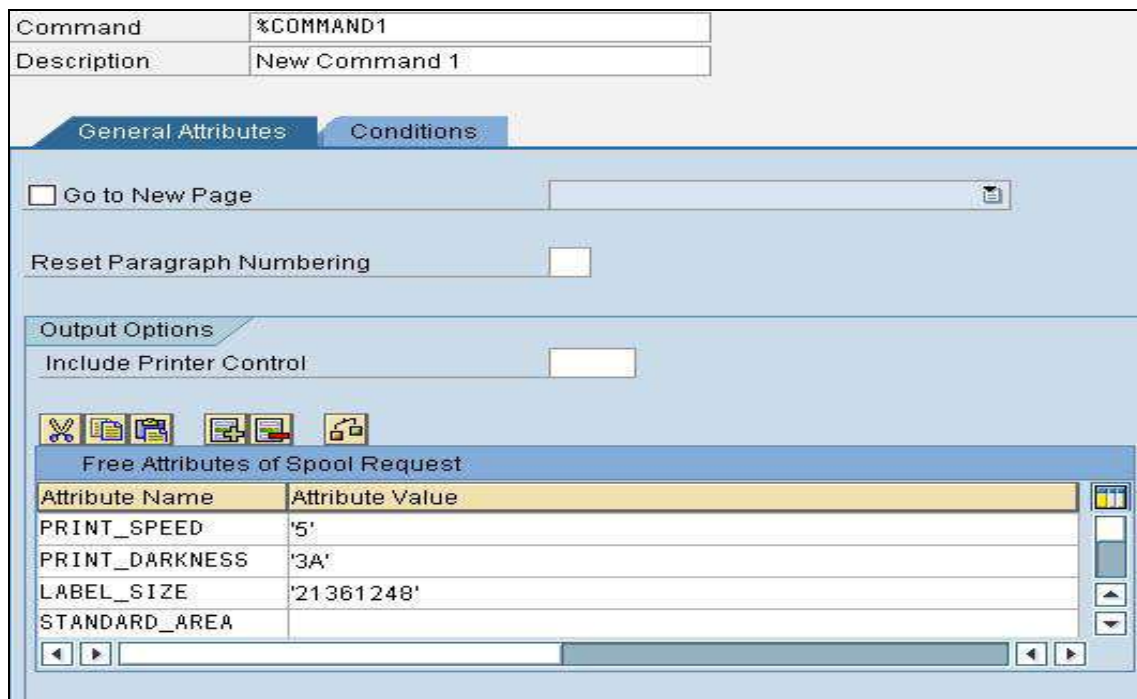 Command %COMMAND1
Description New Command 1
General Attributes Conditions
Go to New Page
Reset Paragraph Numbering
Output Options
Include Printer Control
Free Attributes of Spool Request
Attribute Name Attribute Value
PRINT_SPEED '5'
PRINT_DARKNESS '3A'
LABEL_SIZE '21361248'
STANDARD_AREA